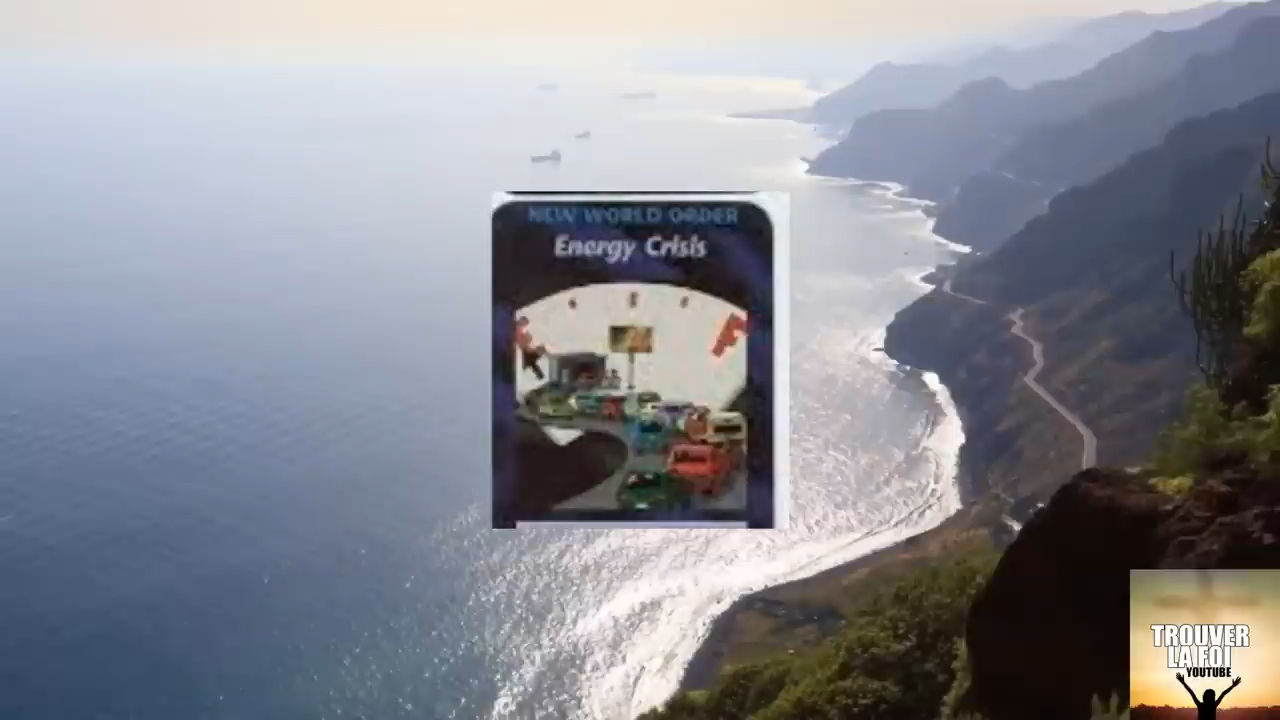 NEW WORLD ORDER
Energy Crisis
F
TROUVER
LA FOI
YOUTUBE